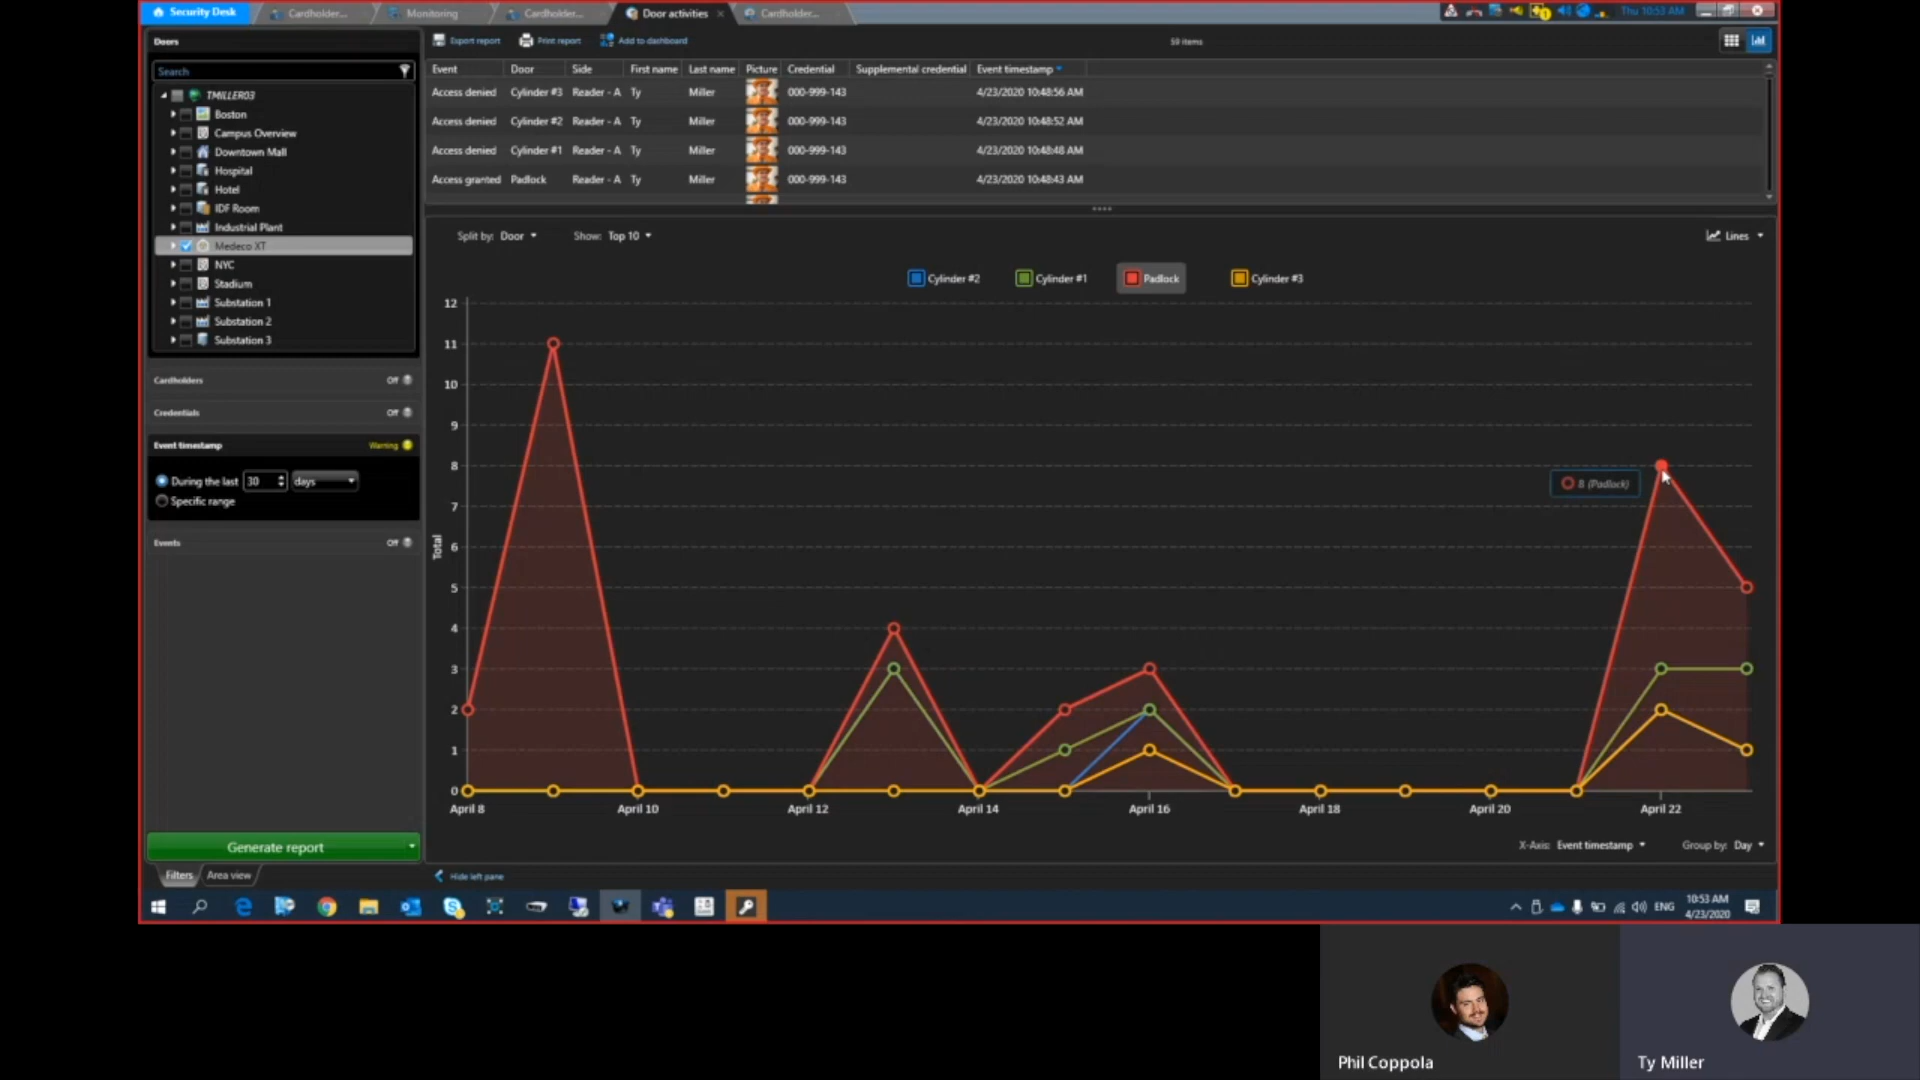 Security Desk
Cardholder...
Monitoring
Cardholder...
Door activities
Cardholder...
Thu 10:53 AM
Doors
Export report
Print report
Add to dashboard
59 items
Search
TMILLER03
Boston
Campus Overview
Downtown Mall
Hospital
Hotel
IDF Room
Industrial Plant
Medeco XT
NYC
Stadium
Substation 1
Substation 2
Substation 3
Event Door Side First name Last name Picture Credential Supplemental credential Event timestamp
Access denied Cylinder #3 Reader - A Ty Miller 000-999-143 4/23/2020 10:48:56 AM
Access denied Cylinder #2 Reader - A Ty Miller 000-999-143 4/23/2020 10:48:52 AM
Access denied Cylinder #1 Reader - A Ty Miller 000-999-143 4/23/2020 10:48:48 AM
Access granted Padlock Reader - A Ty Miller 000-999-143 4/23/2020 10:48:43 AM
Cardholders Off
Credentials Off
Event timestamp Warning
During the last 30 days
Specific range
Events Off
Generate report
Filters Area view
Split by: Door Show: Top 10
Lines
Cylinder #2 Cylinder #1 Padlock Cylinder #3
12
11
10
9
8
7
6
5
4
3
2
1
0
Total
8 (Padlock)
April 8 April 10 April 12 April 14 April 16 April 18 April 20 April 22
X-Axis: Event timestamp Group by: Day
Hide left pane
ENG
10:53 AM
4/23/2020
Phil Coppola
Ty Miller